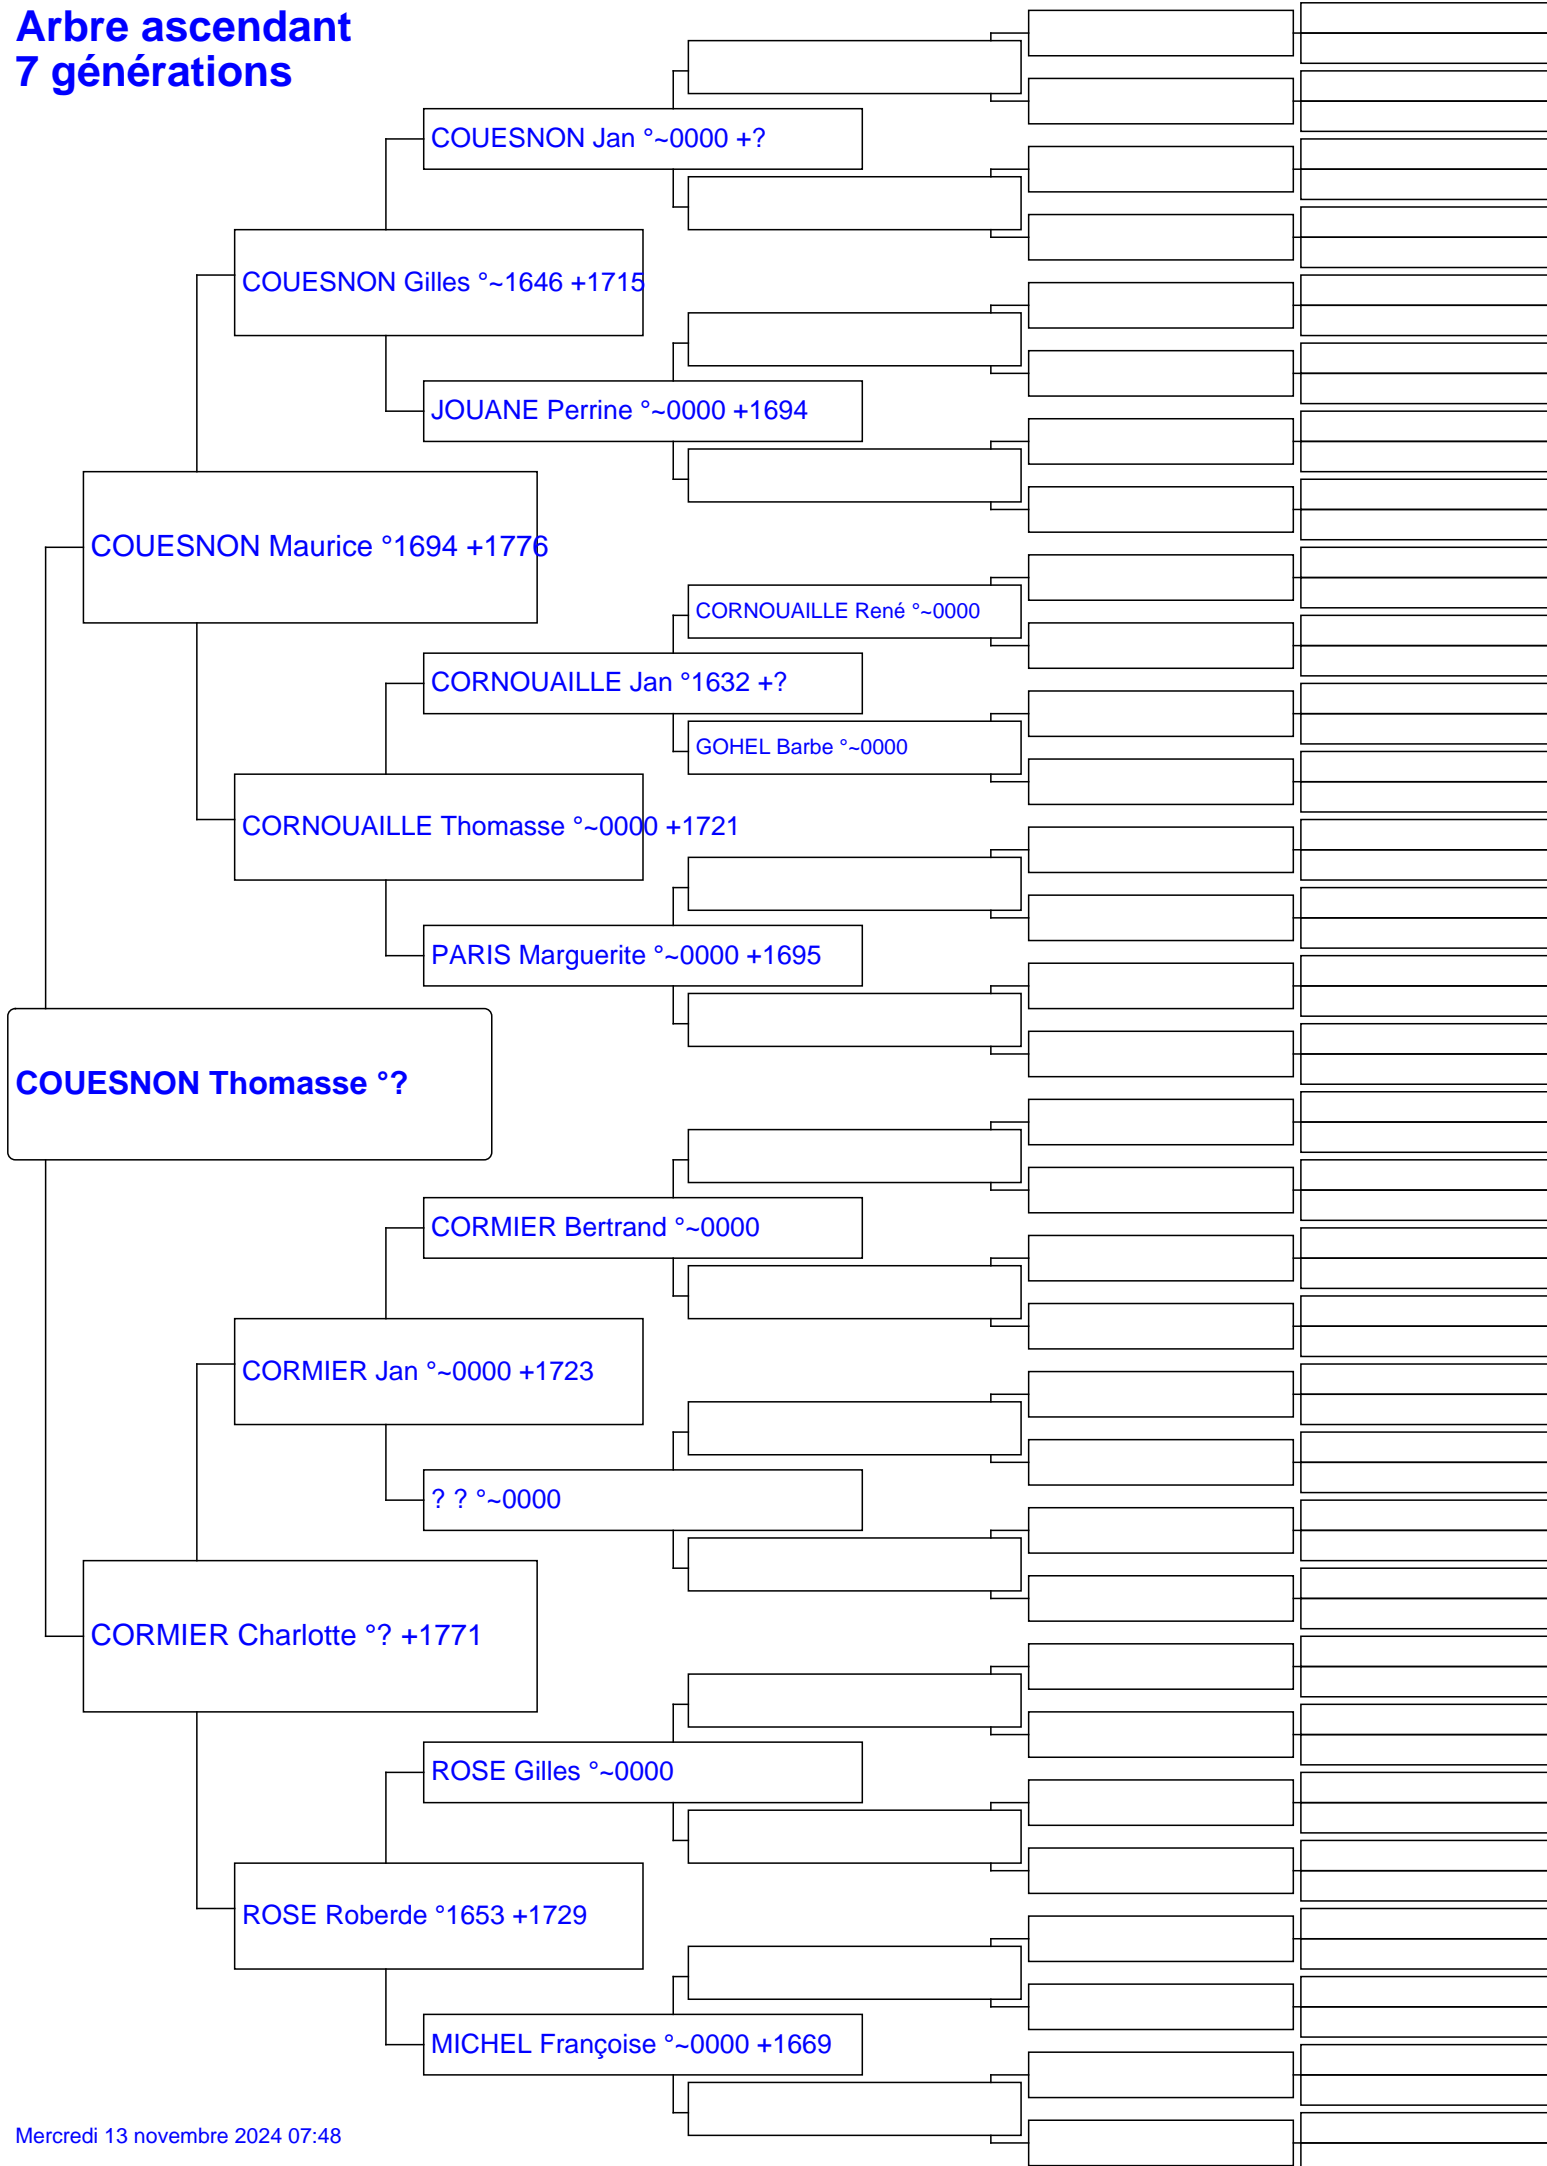 Arbre ascendant
7 générations
COUESNON Jan °~0000 +?
COUESNON Gilles °~1646 +1715
JOUANE Perrine °~0000 +1694
COUESNON Maurice °1694 +1776
CORNOUAILLE René °~0000
CORNOUAILLE Jan °1632 +?
GOHEL Barbe °~0000
CORNOUAILLE Thomasse °~0000 +1721
PARIS Marguerite °~0000 +1695
COUESNON Thomasse °?
CORMIER Bertrand °~0000
CORMIER Jan °~0000 +1723
? ? °~0000
CORMIER Charlotte °? +1771
ROSE Gilles °~0000
ROSE Roberde °1653 +1729
MICHEL Françoise °~0000 +1669
Mercredi 13 novembre 2024 07:48